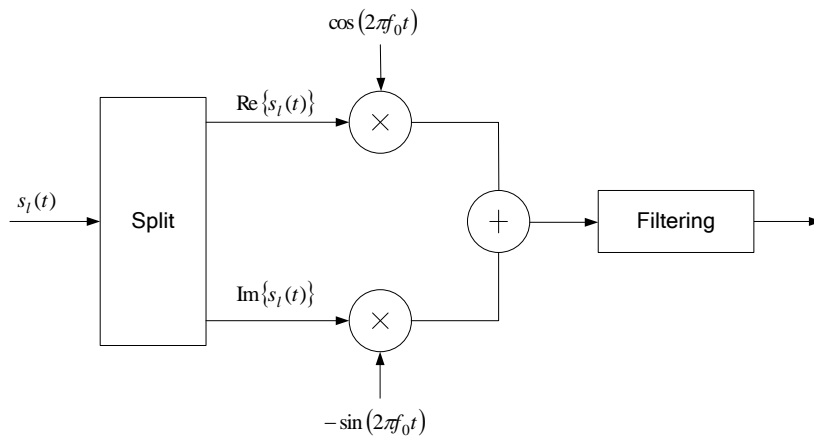 cos(2πf₀t)
Re{sₗ(t)}
×
sₗ(t)
Split
+
Filtering
Im{sₗ(t)}
×
−sin(2πf₀t)